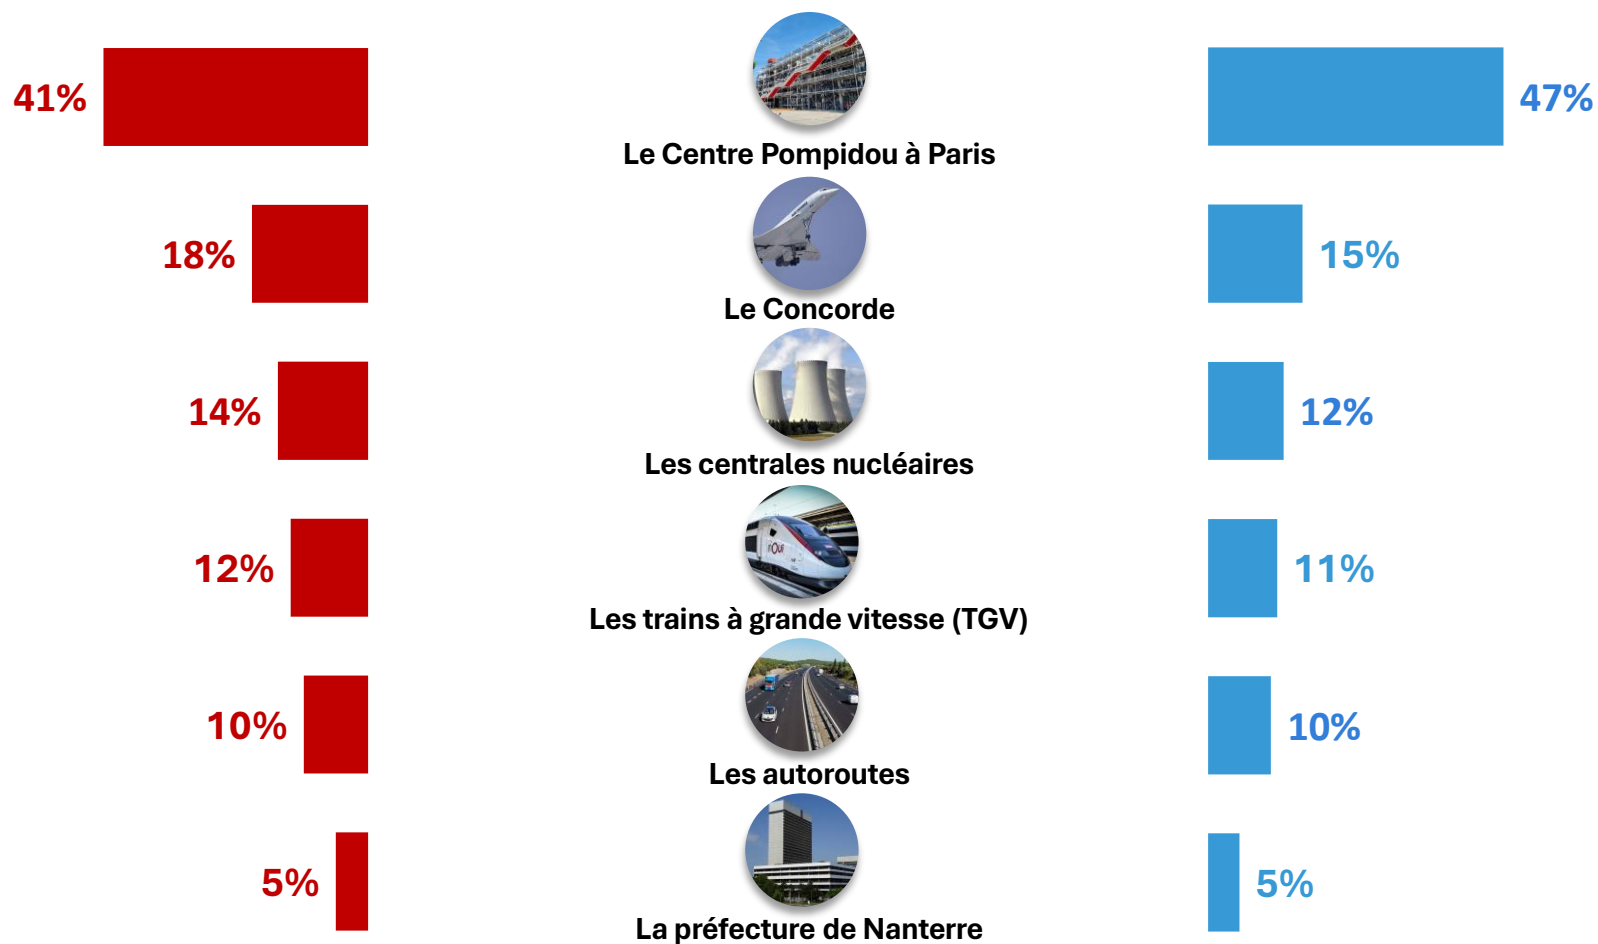 41%
47%
Le Centre Pompidou à Paris
18%
15%
Le Concorde
14%
12%
Les centrales nucléaires
12%
11%
inOui
Les trains à grande vitesse (TGV)
10%
10%
Les autoroutes
5%
5%
La préfecture de Nanterre